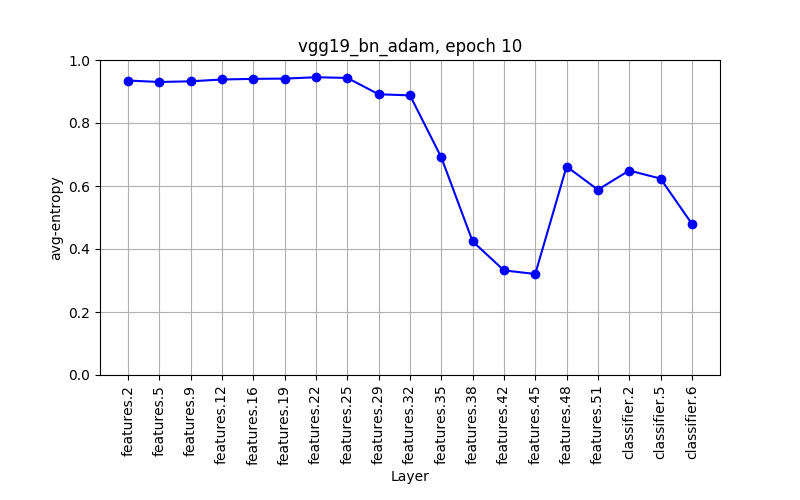 vgg19_bn_adam, epoch 10
avg-entropy
1.0
0.8
0.6
0.4
0.2
0.0
features.2
features.5
features.9
features.12
features.16
features.19
features.22
features.25
features.29
features.32
features.35
features.38
features.42
features.45
features.48
features.51
classifier.2
classifier.5
classifier.6
Layer